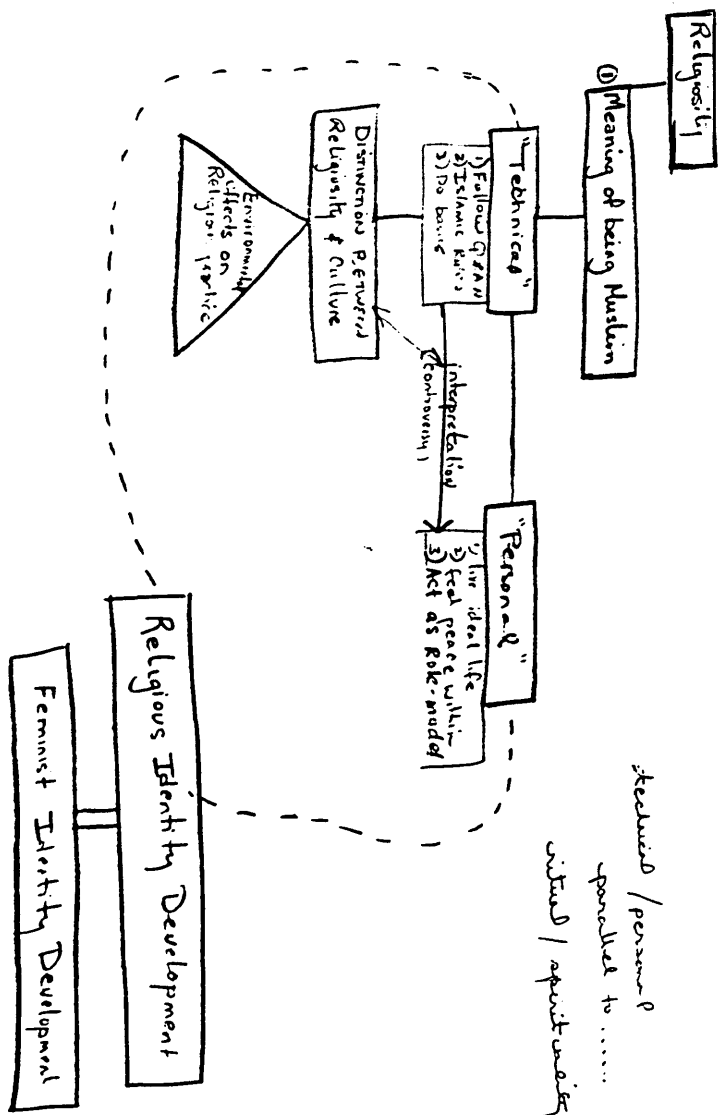 Religiosity
① Meaning of being Muslim
"Technical"
1) Follow Quran
2) Islamic Rules
3) Do basics
"Personal"
1) live ideal life
2) feel peace within
3) Act as Role-model
interpretation
(controversy)
DISTINCTION BETWEEN
Religiusity & Culture
Environmental
effects on
Religious practice
Religious Identity Development
Feminist Identity Development
technical / personal
parallel to ......
ritual / spirituality